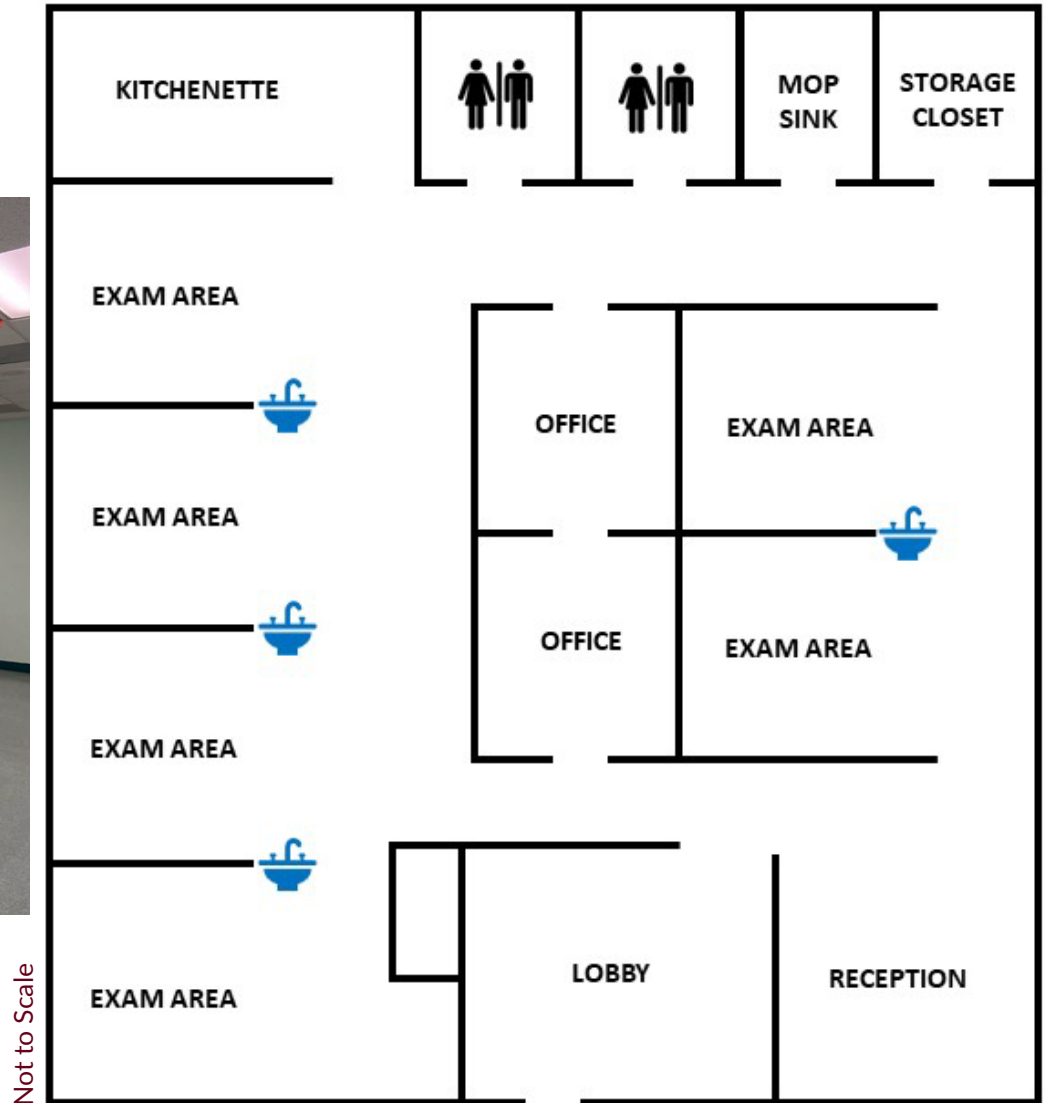 KITCHENETTE
MOP
SINK
STORAGE
CLOSET
EXAM AREA
OFFICE
EXAM AREA
EXAM AREA
OFFICE
EXAM AREA
EXAM AREA
LOBBY
RECEPTION
EXAM AREA
Not to Scale